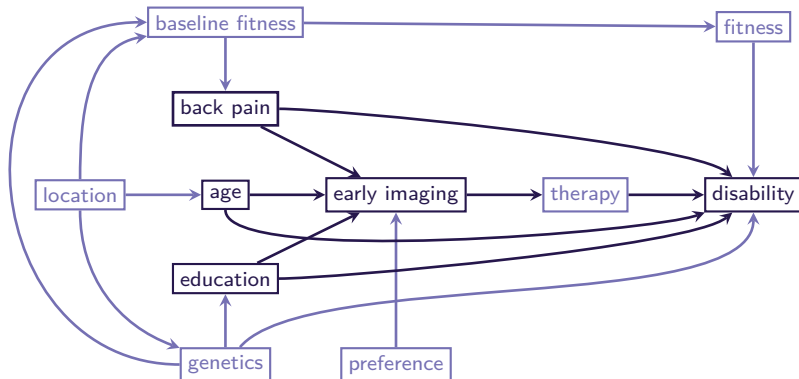 baseline fitness
fitness
back pain
location
age
early imaging
therapy
disability
education
genetics
preference